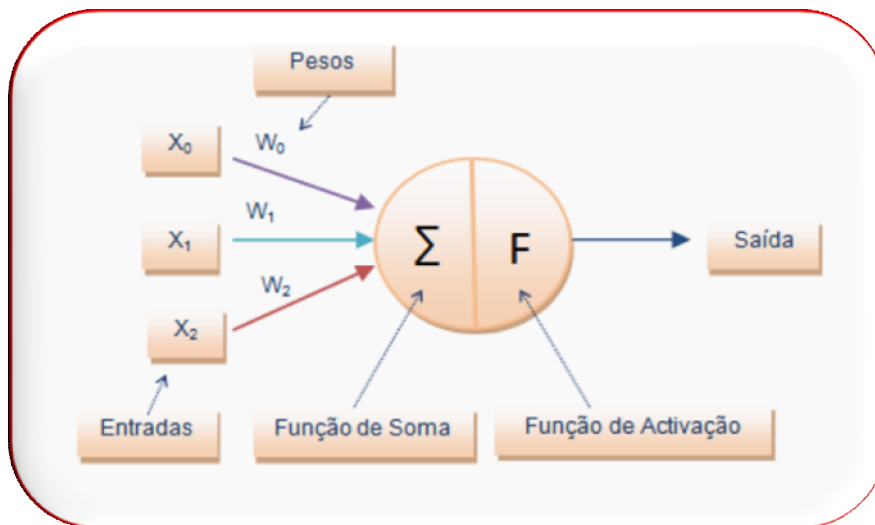 Pesos
X₀
W₀
W₁
X₁
Σ
F
Saída
W₂
X₂
Entradas
Função de Soma
Função de Activação